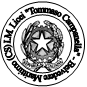 I.M. Licei "Tommaso Campanella" - Belvedere Marittimo (CS)